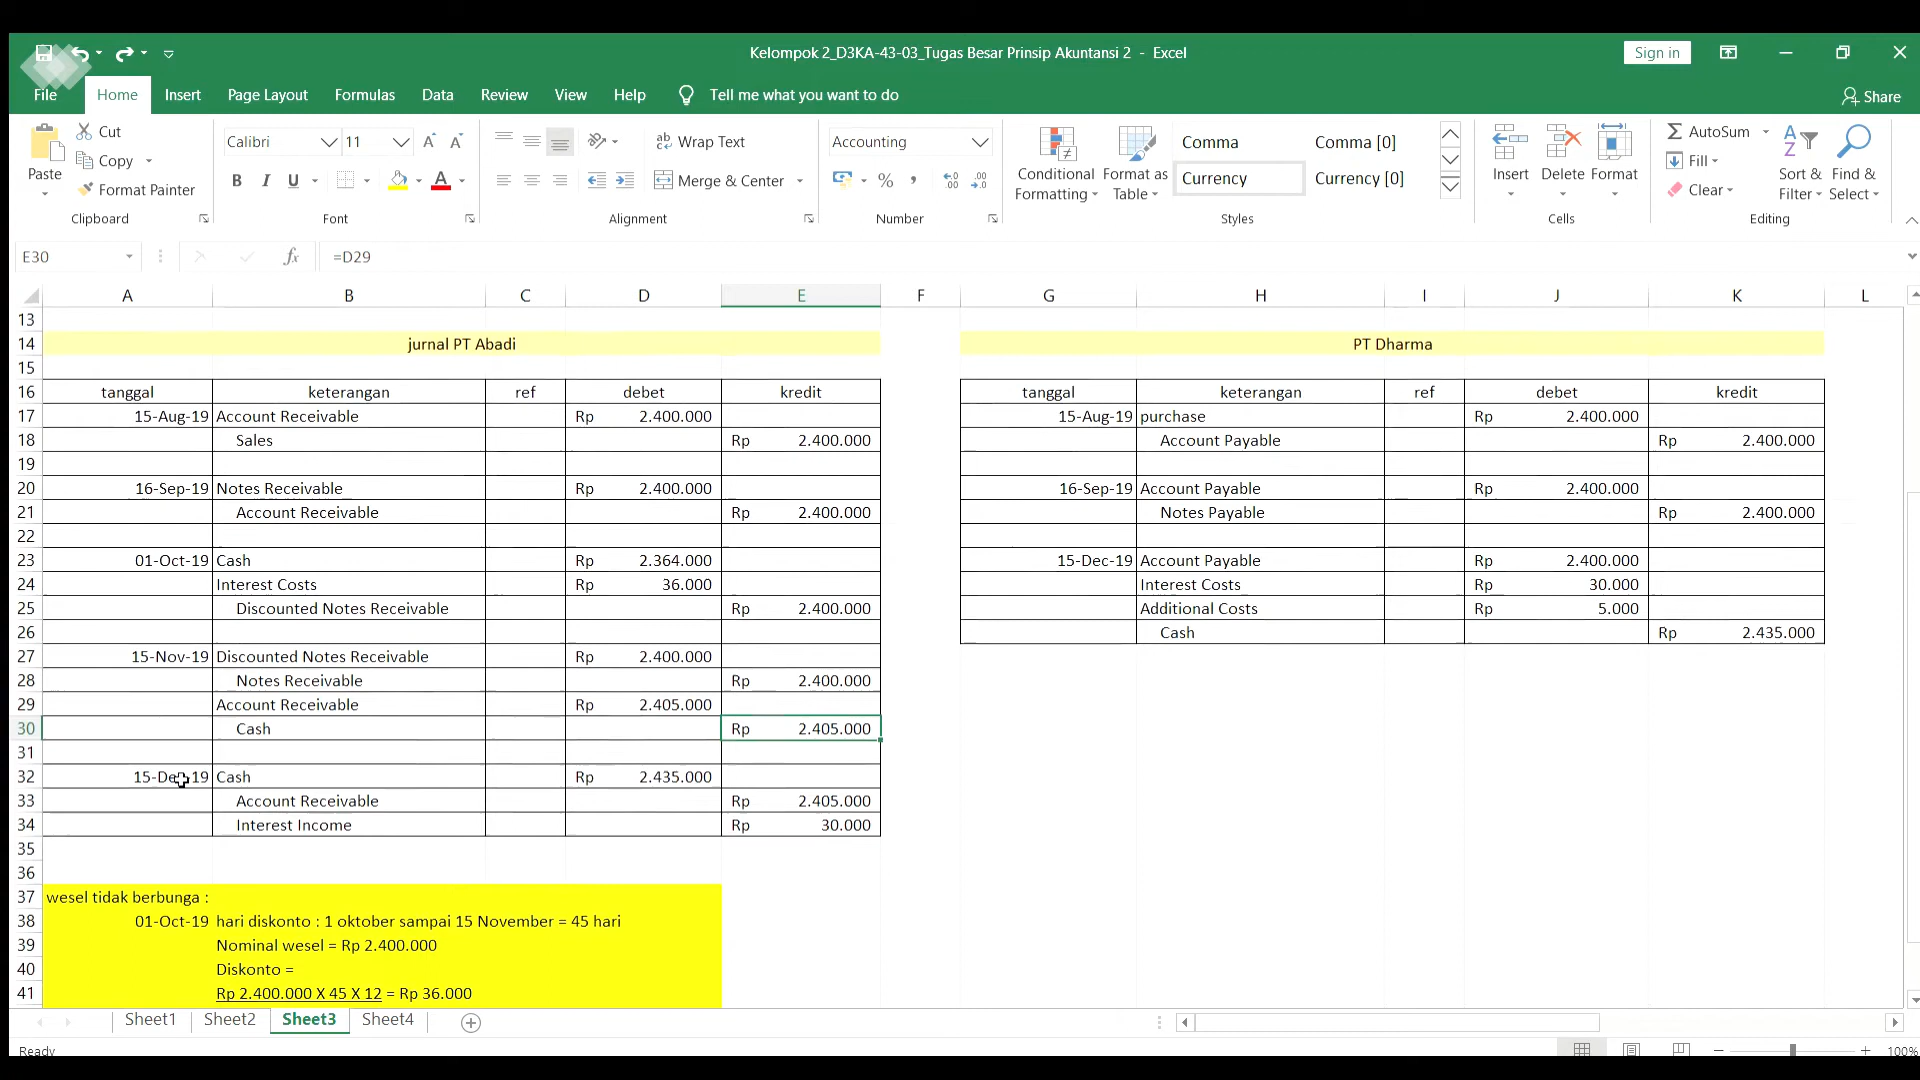 Kelompok 2_D3KA-43-03_Tugas Besar Prinsip Akuntansi 2 - Excel
Sign in
File Home Insert Page Layout Formulas Data Review View Help Tell me what you want to do
Share
Paste
Cut
Copy
Format Painter
Clipboard
Calibri 11
B I U
Font
Wrap Text
Merge & Center
Alignment
Accounting
Number
Conditional Formatting
Format as Table
Comma Comma [0]
Currency Currency [0]
Styles
Insert Delete Format
Cells
AutoSum
Fill
Clear
Sort & Filter
Find & Select
Editing
E30 fx =D29
A B C D E F G H I J K L
13
14 jurnal PT Abadi PT Dharma
15
16 tanggal keterangan ref debet kredit tanggal keterangan ref debet kredit
17 15-Aug-19 Account Receivable Rp 2.400.000 15-Aug-19 purchase Rp 2.400.000
18 Sales Rp 2.400.000 Account Payable Rp 2.400.000
19
20 16-Sep-19 Notes Receivable Rp 2.400.000 16-Sep-19 Account Payable Rp 2.400.000
21 Account Receivable Rp 2.400.000 Notes Payable Rp 2.400.000
22
23 01-Oct-19 Cash Rp 2.364.000 15-Dec-19 Account Payable Rp 2.400.000
24 Interest Costs Rp 36.000 Interest Costs Rp 30.000
25 Discounted Notes Receivable Rp 2.400.000 Additional Costs Rp 5.000
26 Cash Rp 2.435.000
27 15-Nov-19 Discounted Notes Receivable Rp 2.400.000
28 Notes Receivable Rp 2.400.000
29 Account Receivable Rp 2.405.000
30 Cash Rp 2.405.000
31
32 15-Dec-19 Cash Rp 2.435.000
33 Account Receivable Rp 2.405.000
34 Interest Income Rp 30.000
35
36
37 wesel tidak berbunga :
38 01-Oct-19 hari diskonto : 1 oktober sampai 15 November = 45 hari
39 Nominal wesel = Rp 2.400.000
40 Diskonto =
41 Rp 2.400.000 X 45 X 12 = Rp 36.000
Sheet1 Sheet2 Sheet3 Sheet4
Ready
100%